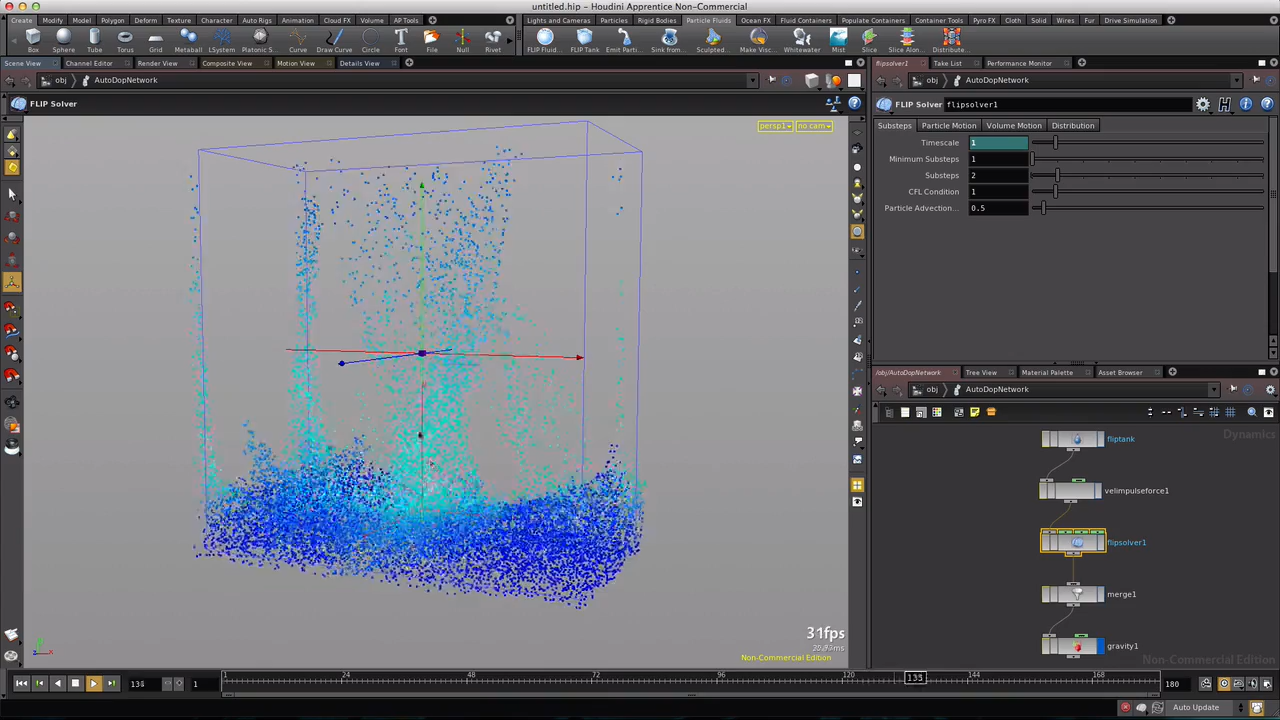 untitled.hip - Houdini Apprentice Non-Commercial
Create Modify Model Polygon Deform Texture Character Auto Rigs Animation Cloud FX Volume AP Tools
Lights and Cameras Particles Rigid Bodies Particle Fluids Ocean FX Fluid Containers Populate Containers Container Tools Pyro FX Cloth Solid Wires Fur Drive Simulation
Box Sphere Tube Torus Grid Metaball LSystem Platonic S... Curve Draw Curve Circle Font File Null Rivet
FLIP Fluid... FLIP Tank Emit Parti... Sink from... Sculpted... Make Visc... Whitewater Mist Slice Slice Alon... Distribute...
Scene View Channel Editor Render View Composite View Motion View Details View
flipsolver1 Take List Performance Monitor
obj AutoDopNetwork
obj AutoDopNetwork
FLIP Solver
FLIP Solver flipsolver1
persp1 no cam
Substeps Particle Motion Volume Motion Distribution
Timescale 1
Minimum Substeps 1
Substeps 2
CFL Condition 1
Particle Advection... 0.5
/obj/AutoDopNetwork Tree View Material Palette Asset Browser
obj AutoDopNetwork
Dynamics
fliptank
velimpulseforce1
flipsolver1
merge1
gravity1
Non-Commercial Edition
31fps
Non-Commercial Edition
1 24 48 72 96 120 135 168
1
180
Auto Update